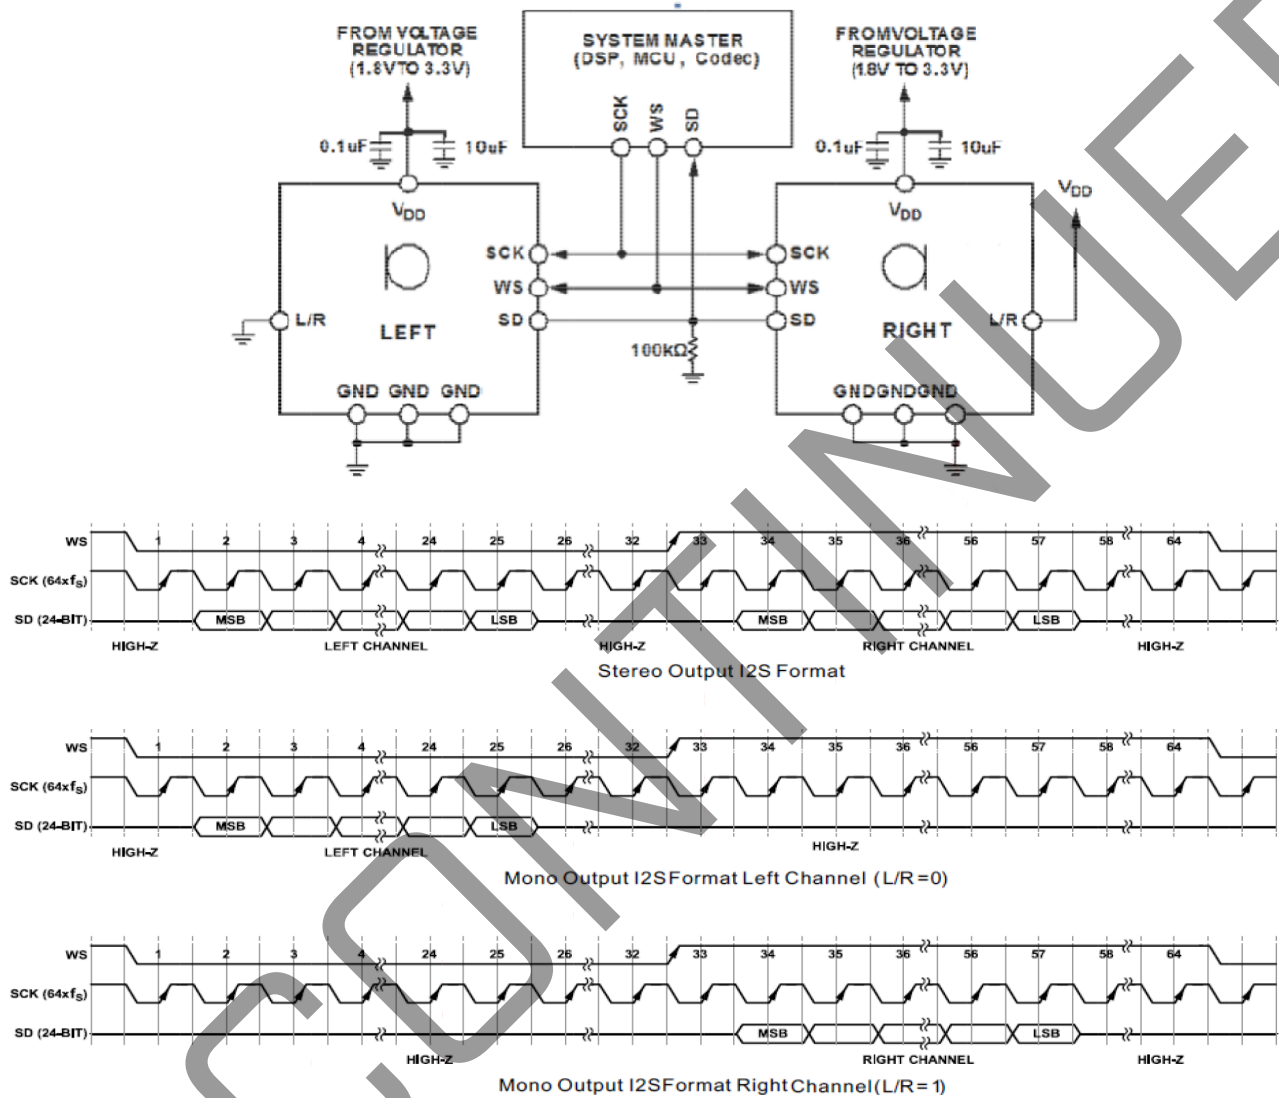 FROM VOLTAGE
REGULATOR
(1.8V TO 3.3V)
SYSTEM MASTER
(DSP, MCU, Codec)
FROMVOLTAGE
REGULATOR
(1.8V TO 3.3V)
SCK WS SD
0.1uF 10uF
0.1uF 10uF
VDD
VDD
VDD
SCK SCK
WS WS
L/R LEFT SD SD RIGHT L/R
100kΩ
GND GND GND
GND GND GND
WS 1 2 3 4 24 25 26 32 33 34 35 36 56 57 58 64
SCK (64xfS)
SD (24-BIT) MSB LSB MSB LSB
HIGH-Z LEFT CHANNEL HIGH-Z RIGHT CHANNEL HIGH-Z
Stereo Output I2S Format
WS 1 2 3 4 24 25 26 32 33 34 35 36 56 57 58 64
SCK (64xfS)
SD (24-BIT) MSB LSB
HIGH-Z LEFT CHANNEL HIGH-Z
Mono Output I2SFormat Left Channel (L/R=0)
WS 1 2 3 4 24 25 26 32 33 34 35 36 56 57 58 64
SCK (64xfS)
SD (24-BIT) MSB LSB
HIGH-Z RIGHT CHANNEL HIGH-Z
Mono Output I2SFormat Right Channel(L/R=1)
CONTINUE